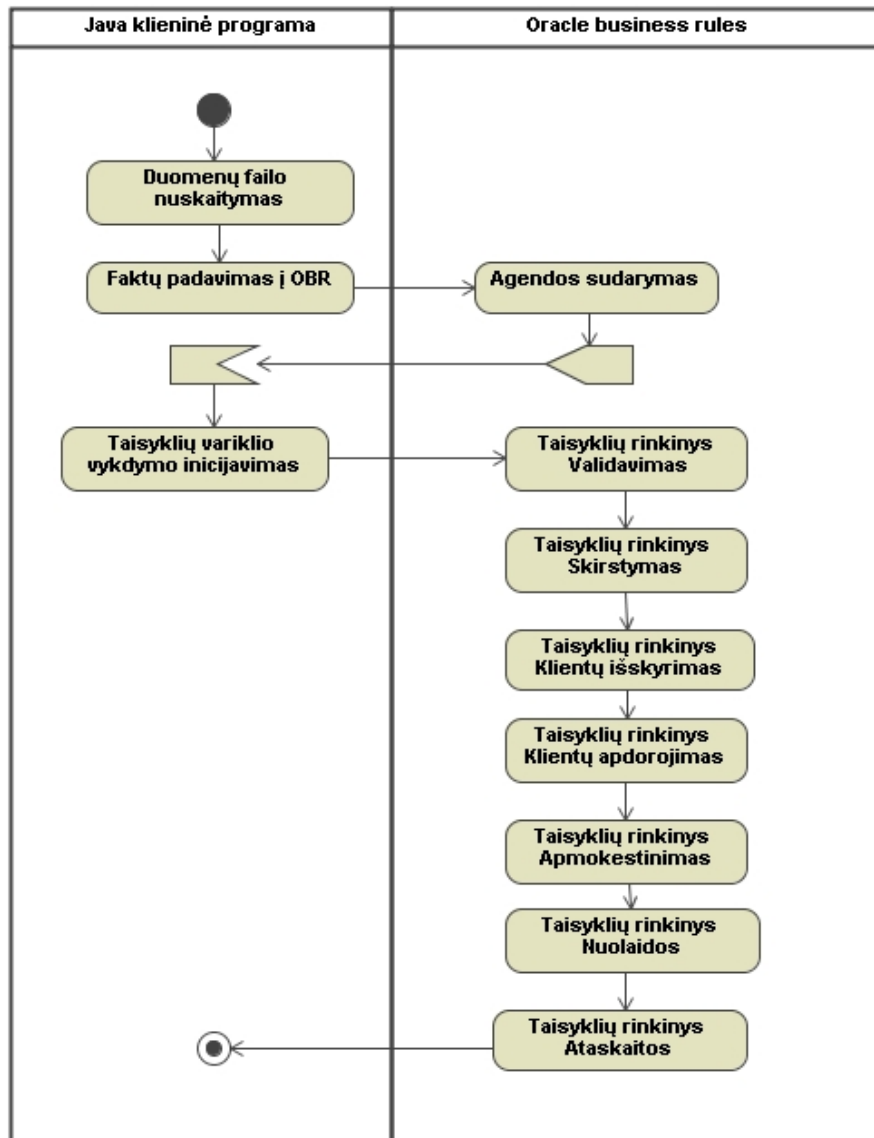 Java klieninė programa
Oracle business rules
Duomenų failo
nuskaitymas
Faktų padavimas į OBR
Agendos sudarymas
Taisyklių variklio
vykdymo inicijavimas
Taisyklių rinkinys
Validavimas
Taisyklių rinkinys
Skirstymas
Taisyklių rinkinys
Klientų išskyrimas
Taisyklių rinkinys
Klientų apdorojimas
Taisyklių rinkinys
Apmokestinimas
Taisyklių rinkinys
Nuolaidos
Taisyklių rinkinys
Ataskaitos